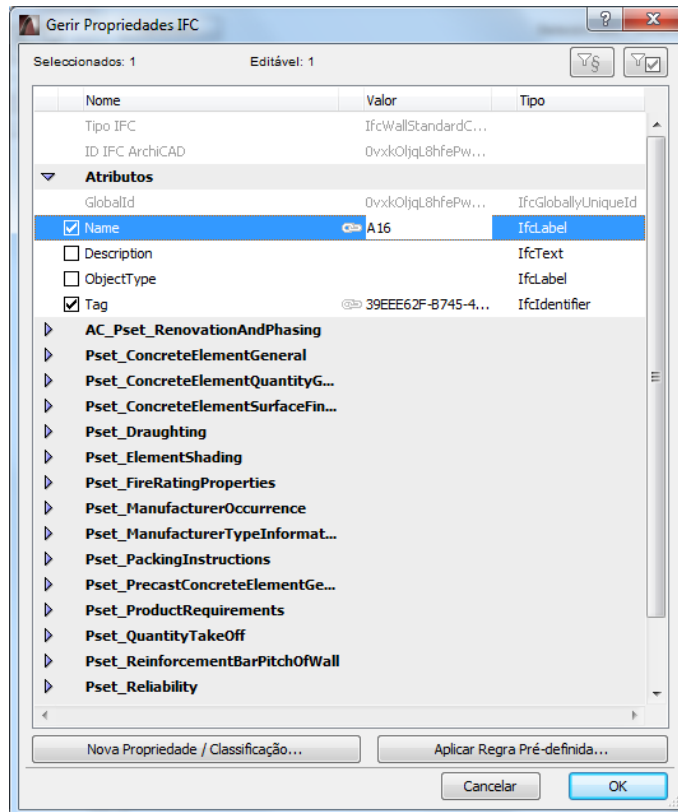 Gerir Propriedades IFC
Seleccionados: 1 Editável: 1
Nome Valor Tipo
Tipo IFC IfcWallStandardC...
ID IFC ArchiCAD 0vxkOljqL8hfePw...
Atributos
GlobalId 0vxkOljqL8hfePw... IfcGloballyUniqueId
Name A16 IfcLabel
Description IfcText
ObjectType IfcLabel
Tag 39EEE62F-B745-4... IfcIdentifier
AC_Pset_RenovationAndPhasing
Pset_ConcreteElementGeneral
Pset_ConcreteElementQuantityG...
Pset_ConcreteElementSurfaceFin...
Pset_Draughting
Pset_ElementShading
Pset_FireRatingProperties
Pset_ManufacturerOccurrence
Pset_ManufacturerTypeInformat...
Pset_PackingInstructions
Pset_PrecastConcreteElementGe...
Pset_ProductRequirements
Pset_QuantityTakeOff
Pset_ReinforcementBarPitchOfWall
Pset_Reliability
Nova Propriedade / Classificação... Aplicar Regra Pré-definida...
Cancelar OK